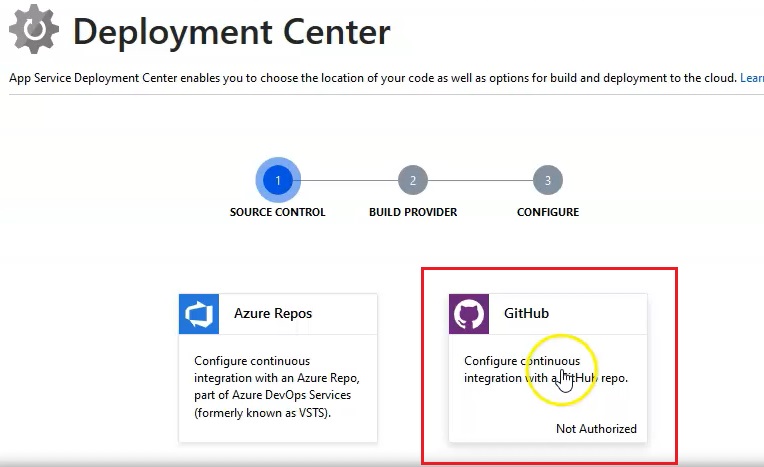 Deployment Center
App Service Deployment Center enables you to choose the location of your code as well as options for build and deployment to the cloud. Lear
1
2
3
SOURCE CONTROL
BUILD PROVIDER
CONFIGURE
Azure Repos
Configure continuous
integration with an Azure Repo,
part of Azure DevOps Services
(formerly known as VSTS).
GitHub
Configure continuous
integration with a GitHub repo.
Not Authorized